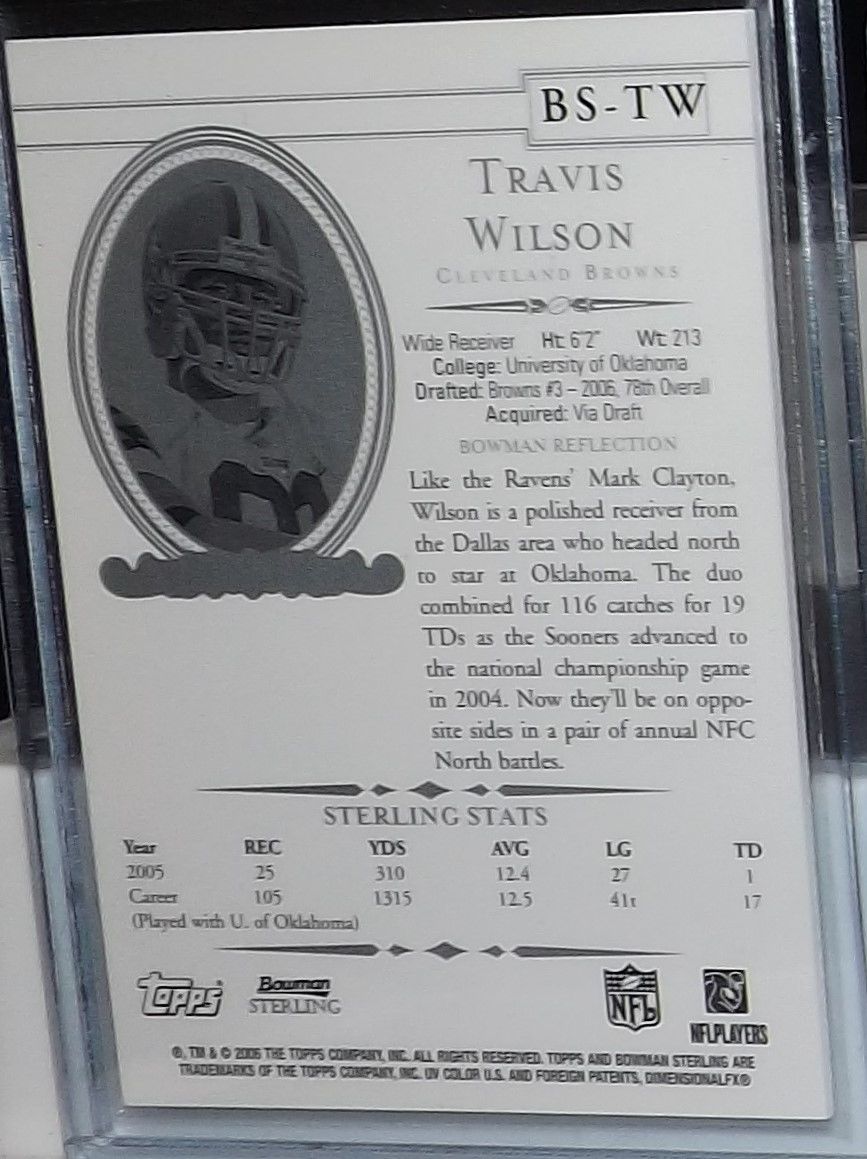 BS-TW
TRAVIS
WILSON
CLEVELAND BROWNS
Wide Receiver Ht: 6'2" Wt: 213
College: University of Oklahoma
Drafted: Browns #3 – 2006, 78th Overall
Acquired: Via Draft
BOWMAN REFLECTION
Like the Ravens' Mark Clayton,
Wilson is a polished receiver from
the Dallas area who headed north
to star at Oklahoma. The duo
combined for 116 catches for 19
TDs as the Sooners advanced to
the national championship game
in 2004. Now they'll be on oppo-
site sides in a pair of annual NFC
North battles.
STERLING STATS
Year REC YDS AVG LG TD
2005 25 310 12.4 27 1
Career 105 1315 12.5 41t 17
(Played with U. of Oklahoma)
Topps Bowman STERLING NFL NFLPLAYERS
®, TM & © 2006 THE TOPPS COMPANY, INC. ALL RIGHTS RESERVED. TOPPS AND BOWMAN STERLING ARE
TRADEMARKS OF THE TOPPS COMPANY, INC. UV COLOR U.S. AND FOREIGN PATENTS, DIMENSIONALFX®